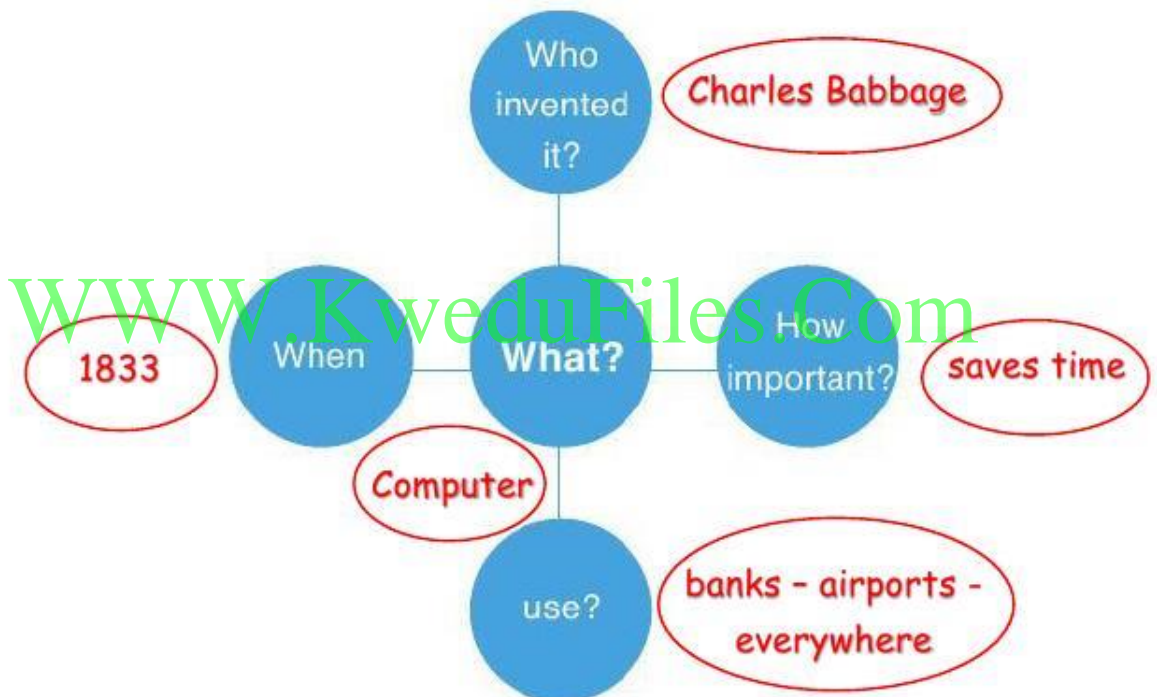 Who
invented
it?
Charles Babbage
WWW.KweduFiles.Com
1833
When
What?
How
important?
saves time
Computer
use?
banks - airports -
everywhere